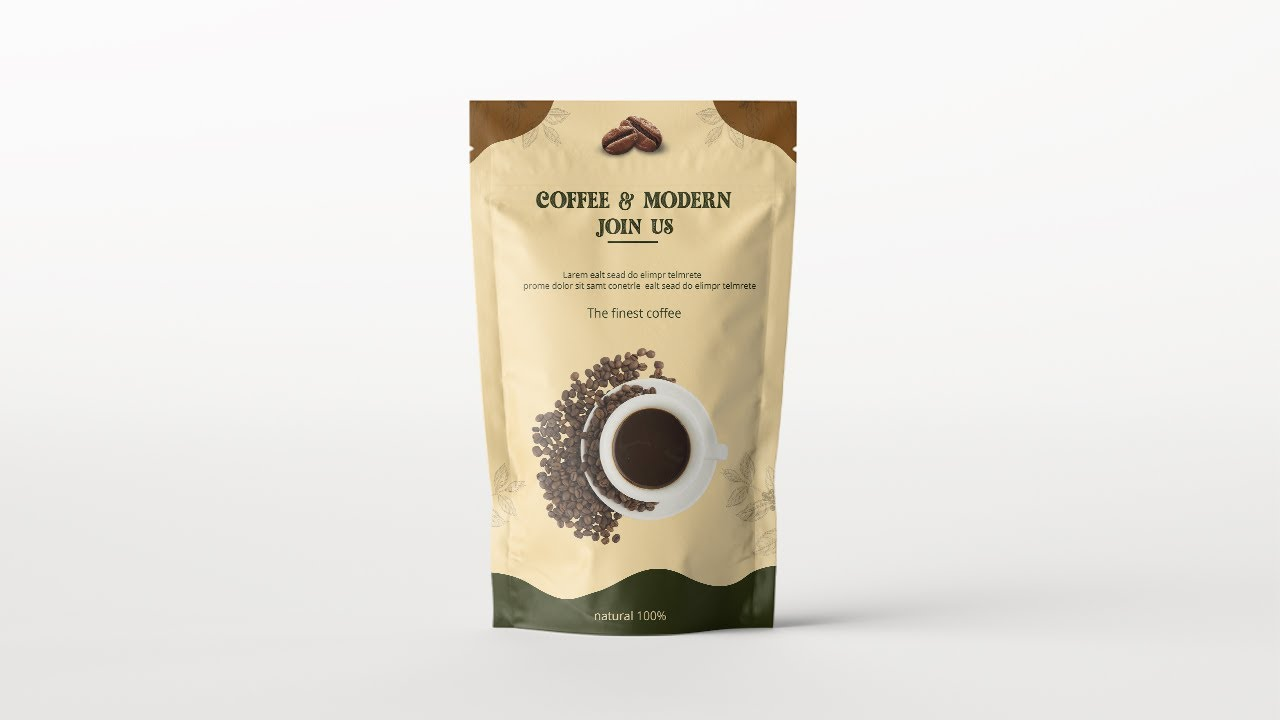 COFFEE & MODERN
JOIN US
Larem ealt sead do elimpr telmrete
prome dolor sit samt conetrle ealt sead do elimpr telmrete
The finest coffee
natural 100%